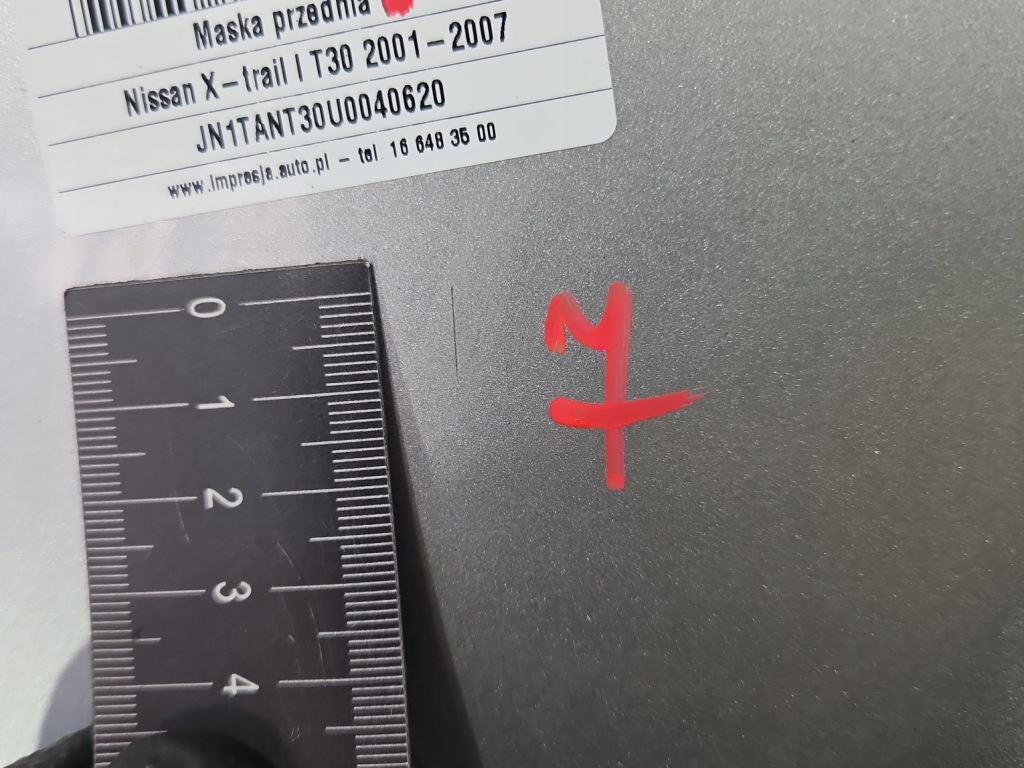 Maska przednia
Nissan X-trail I T30 2001-2007
JN1TANT30U0040620
www.impresja.auto.pl - tel. 16 648 35 00
0
1
2
3
4
7